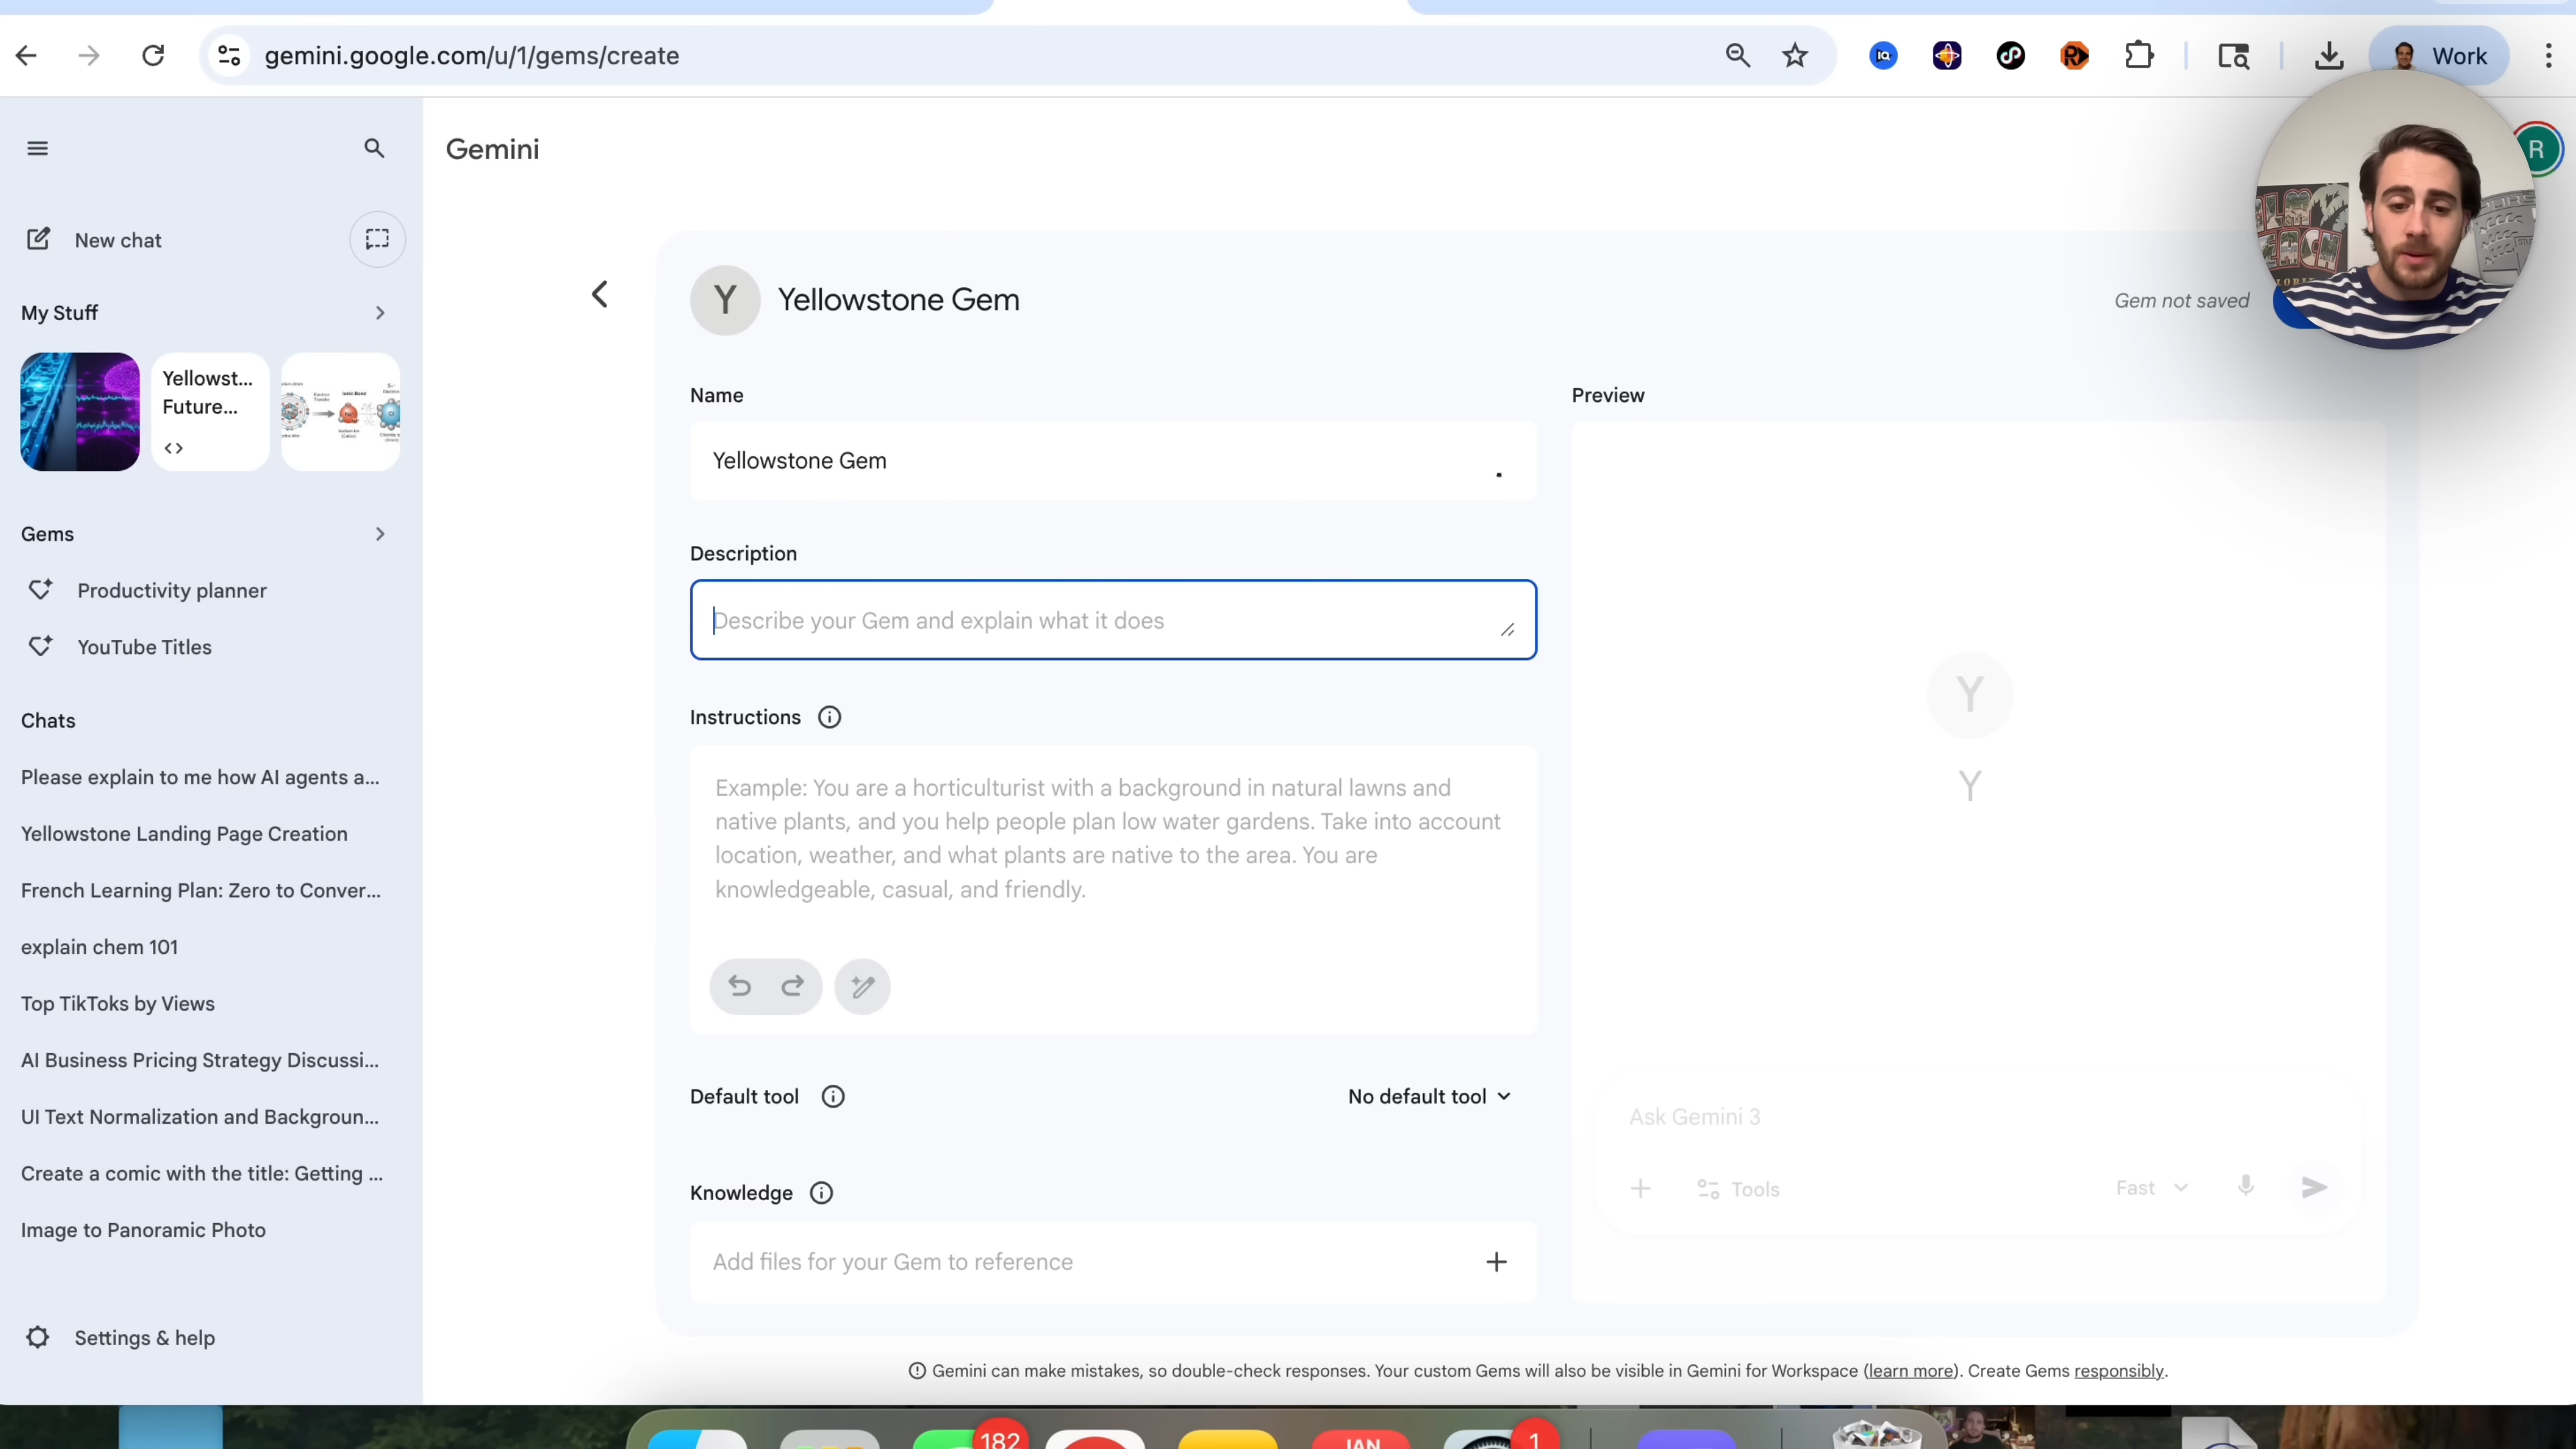 gemini.google.com/u/1/gems/create
Work
Gemini
R
New chat
My Stuff
Yellowst...
Future...
Gems
Productivity planner
YouTube Titles
Chats
Please explain to me how AI agents a...
Yellowstone Landing Page Creation
French Learning Plan: Zero to Conver...
explain chem 101
Top TikToks by Views
AI Business Pricing Strategy Discussi...
UI Text Normalization and Backgroun...
Create a comic with the title: Getting ...
Image to Panoramic Photo
Settings & help
Y
Yellowstone Gem
Gem not saved
Name
Yellowstone Gem
Description
Describe your Gem and explain what it does
Instructions
Example: You are a horticulturist with a background in natural lawns and
native plants, and you help people plan low water gardens. Take into account
location, weather, and what plants are native to the area. You are
knowledgeable, casual, and friendly.
Default tool
No default tool
Knowledge
Add files for your Gem to reference
Preview
Y
Y
Ask Gemini 3
Tools
Fast
Gemini can make mistakes, so double-check responses. Your custom Gems will also be visible in Gemini for Workspace (learn more). Create Gems responsibly.
182
JAN
1